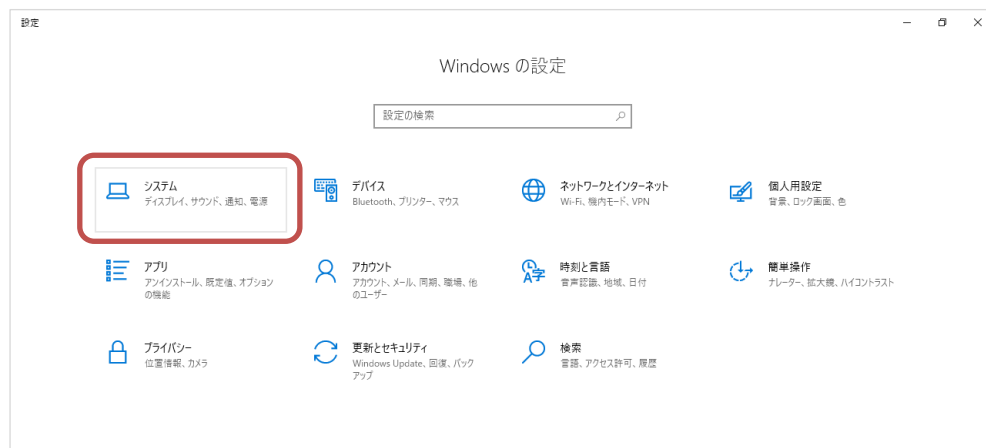 設定
Windows の設定
設定の検索
システム
ディスプレイ、サウンド、通知、電源
デバイス
Bluetooth、プリンター、マウス
ネットワークとインターネット
Wi-Fi、機内モード、VPN
個人用設定
背景、ロック画面、色
アプリ
アンインストール、既定値、オプション
の機能
アカウント
アカウント、メール、同期、職場、他
のユーザー
時刻と言語
音声認識、地域、日付
簡単操作
ナレーター、拡大鏡、ハイコントラスト
プライバシー
位置情報、カメラ
更新とセキュリティ
Windows Update、回復、バック
アップ
検索
言語、アクセス許可、履歴